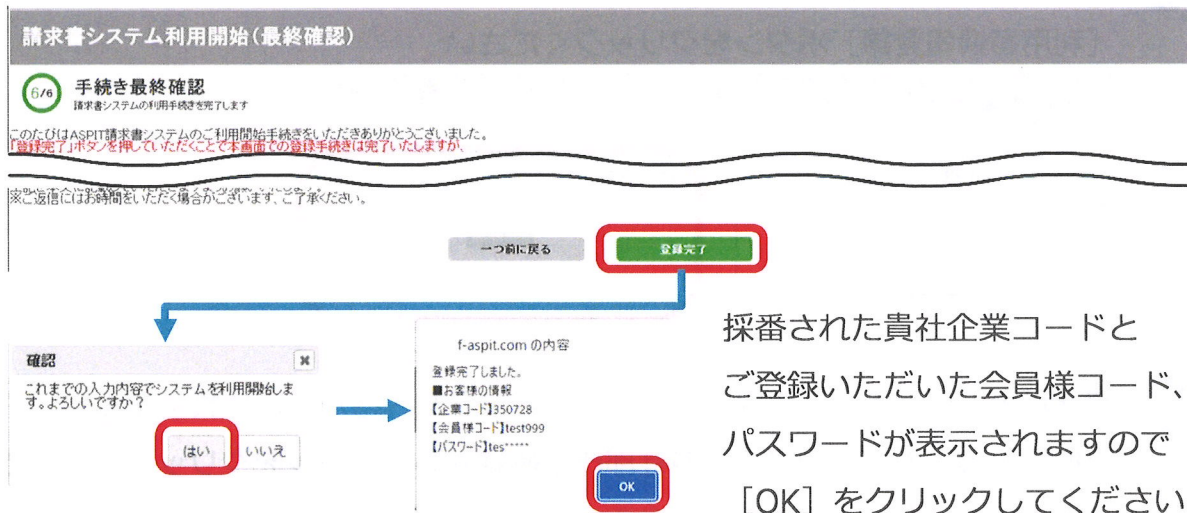 請求書システム利用開始(最終確認)
6/6 手続き最終確認
請求書システムの利用手続きを完了します
このたびはASPIT請求書システムのご利用開始手続きをいただきありがとうございました。
『登録完了』ボタンを押していただくことで本画面での登録手続きは完了いたしますが、
※ご返信にはお時間をいただく場合がございます、ご了承ください。
一つ前に戻る 登録完了
確認
これまでの入力内容でシステムを利用開始しま
す。よろしいですか？
はい いいえ
f-aspit.com の内容
登録完了しました。
■お客様の情報
【企業コード】350728
【会員様コード】test999
【パスワード】tes*****
OK
採番された貴社企業コードと
ご登録いただいた会員様コード、
パスワードが表示されますので
［OK］をクリックしてください